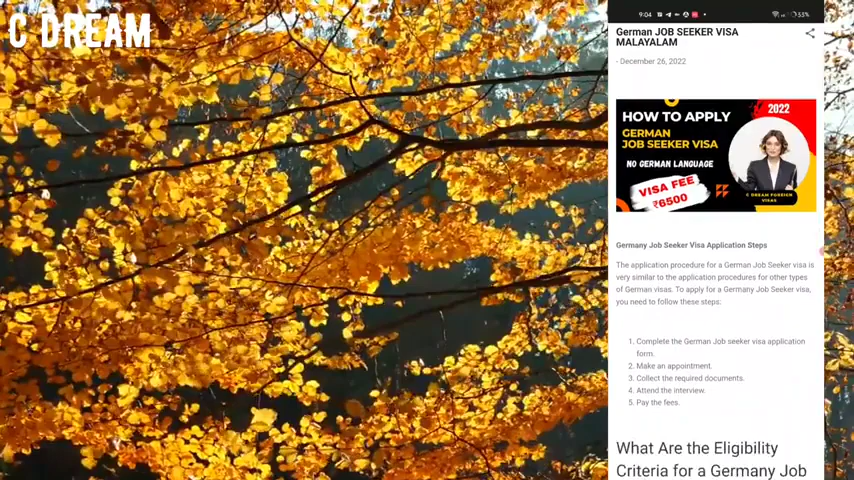 C DREAM
9:04
53%
German JOB SEEKER VISA
MALAYALAM
- December 26, 2022
2022
HOW TO APPLY
GERMAN
JOB SEEKER VISA
NO GERMAN LANGUAGE
VISA FEE
₹6500
C DREAM FOREIGN
VISAS
Germany Job Seeker Visa Application Steps
The application procedure for a German Job Seeker visa is
very similar to the application procedures for other types
of German visas. To apply for a Germany Job Seeker visa,
you need to follow these steps:
1. Complete the German Job seeker visa application
form.
2. Make an appointment.
3. Collect the required documents.
4. Attend the interview.
5. Pay the fees.
What Are the Eligibility
Criteria for a Germany Job